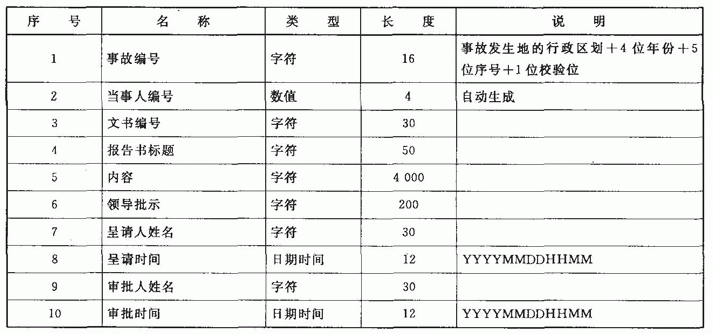 序 号 名 称 类 型 长 度 说 明
1 事故编号 字符 16 事故发生地的行政区划＋4 位年份＋5
位序号＋1 位校验位
2 当事人编号 数值 4 自动生成
3 文书编号 字符 30
4 报告书标题 字符 50
5 内容 字符 4 000
6 领导批示 字符 200
7 呈请人姓名 字符 30
8 呈请时间 日期时间 12 YYYYMMDDHHMM
9 审批人姓名 字符 30
10 审批时间 日期时间 12 YYYYMMDDHHMM